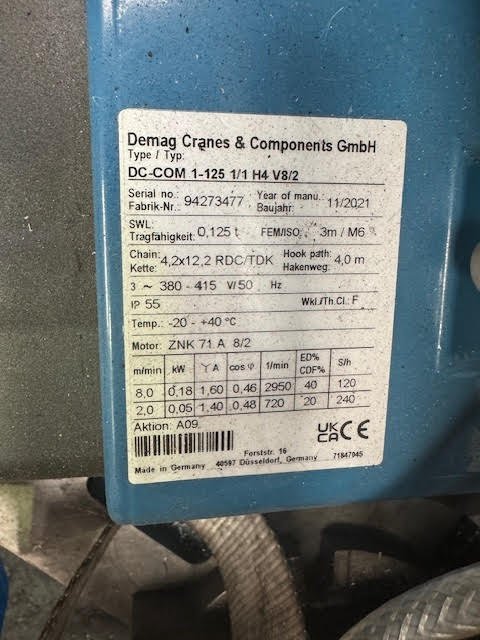 Demag Cranes & Components GmbH
Type / Typ:
DC-COM 1-125 1/1 H4 V8/2
Serial no.: 94273477 Year of manu.: 11/2021
Fabrik-Nr.: Baujahr:
SWL: 0,125 t FEM/ISO: 3m / M6
Tragfähigkeit:
Chain: 4,2x12,2 RDC/TDK Hook path: 4,0 m
Kette: Hakenweg:
3 ~ 380 - 415 V/ 50 Hz
IP 55 Wkl./Th.Cl.: F
Temp.: -20 - +40 °C
Motor: ZNK 71 A 8/2
m/min kW Y A cos φ 1/min ED% CDF% S/h
8,0 0,18 1,60 0,46 2950 40 120
2,0 0,05 1,40 0,48 720 20 240
Aktion: A09
UK CA CE
Forststr. 16
Made in Germany 40597 Düsseldorf, Germany 71847045